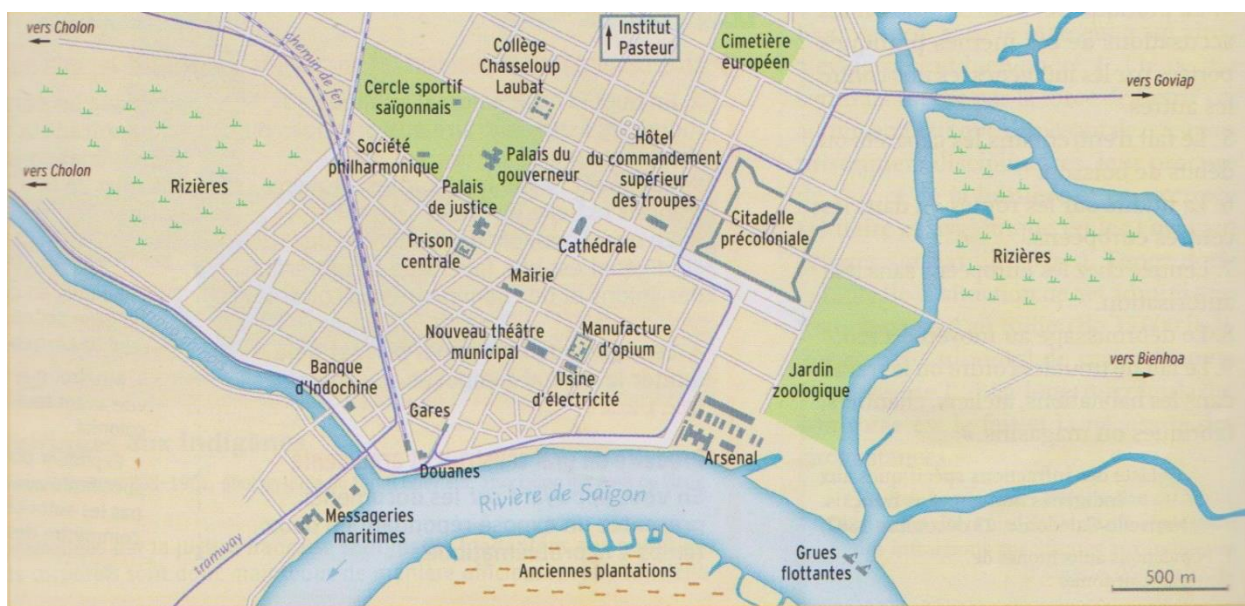 vers Cholon
chemin de fer
Collège
Chasseloup
Laubat
Institut
Pasteur
Cimetière
européen
Cercle sportif
saïgonnais
vers Goviap
Société
philharmonique
Palais du
gouverneur
Hôtel
du commandement
supérieur
des troupes
vers Cholon
Rizières
Palais
de justice
Citadelle
précoloniale
Prison
centrale
Cathédrale
Rizières
Mairie
Nouveau théâtre
municipal
Manufacture
d'opium
Banque
d'Indochine
Usine
d'électricité
Jardin
zoologique
vers Bienhoa
Gares
Douanes
Arsenal
Rivière de Saïgon
Messageries
maritimes
tramway
Anciennes plantations
Grues
flottantes
500 m